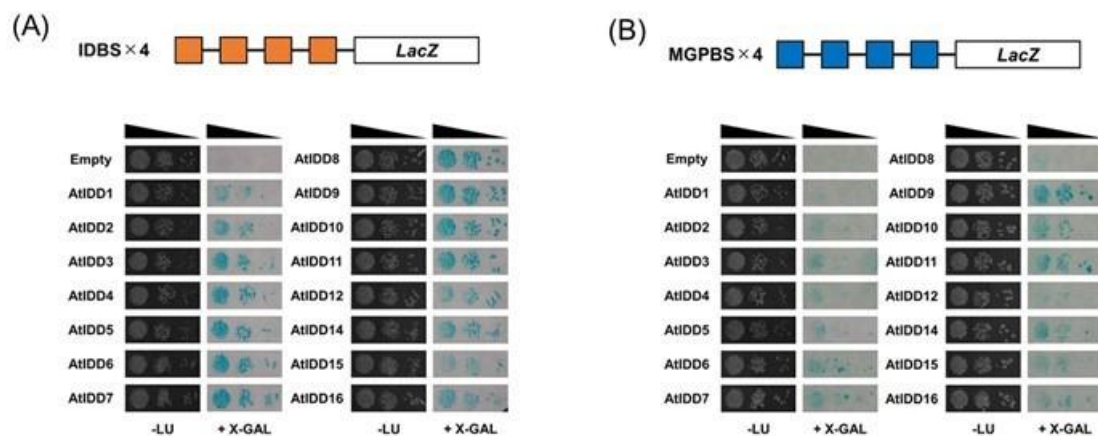 (A)
IDBS×4
LacZ
Empty
AtIDD1
AtIDD2
AtIDD3
AtIDD4
AtIDD5
AtIDD6
AtIDD7
-LU
+ X-GAL
AtIDD8
AtIDD9
AtIDD10
AtIDD11
AtIDD12
AtIDD14
AtIDD15
AtIDD16
-LU
+ X-GAL
(B)
MGPBS×4
LacZ
Empty
AtIDD1
AtIDD2
AtIDD3
AtIDD4
AtIDD5
AtIDD6
AtIDD7
-LU
+ X-GAL
AtIDD8
AtIDD9
AtIDD10
AtIDD11
AtIDD12
AtIDD14
AtIDD15
AtIDD16
-LU
+ X-GAL